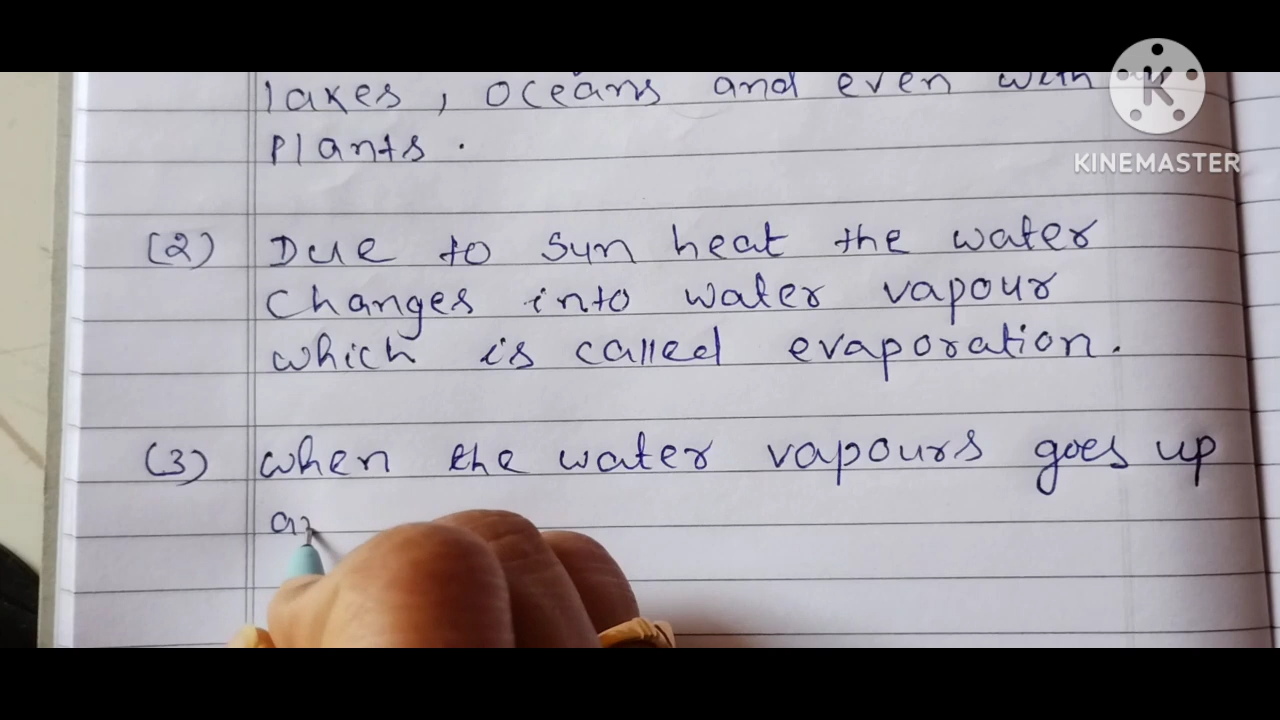 lakes, oceans and even with
plants.
(2) Due to sun heat the water
changes into water vapour
which is called evaporation.
(3) when the water vapours goes up
K
KINEMASTER